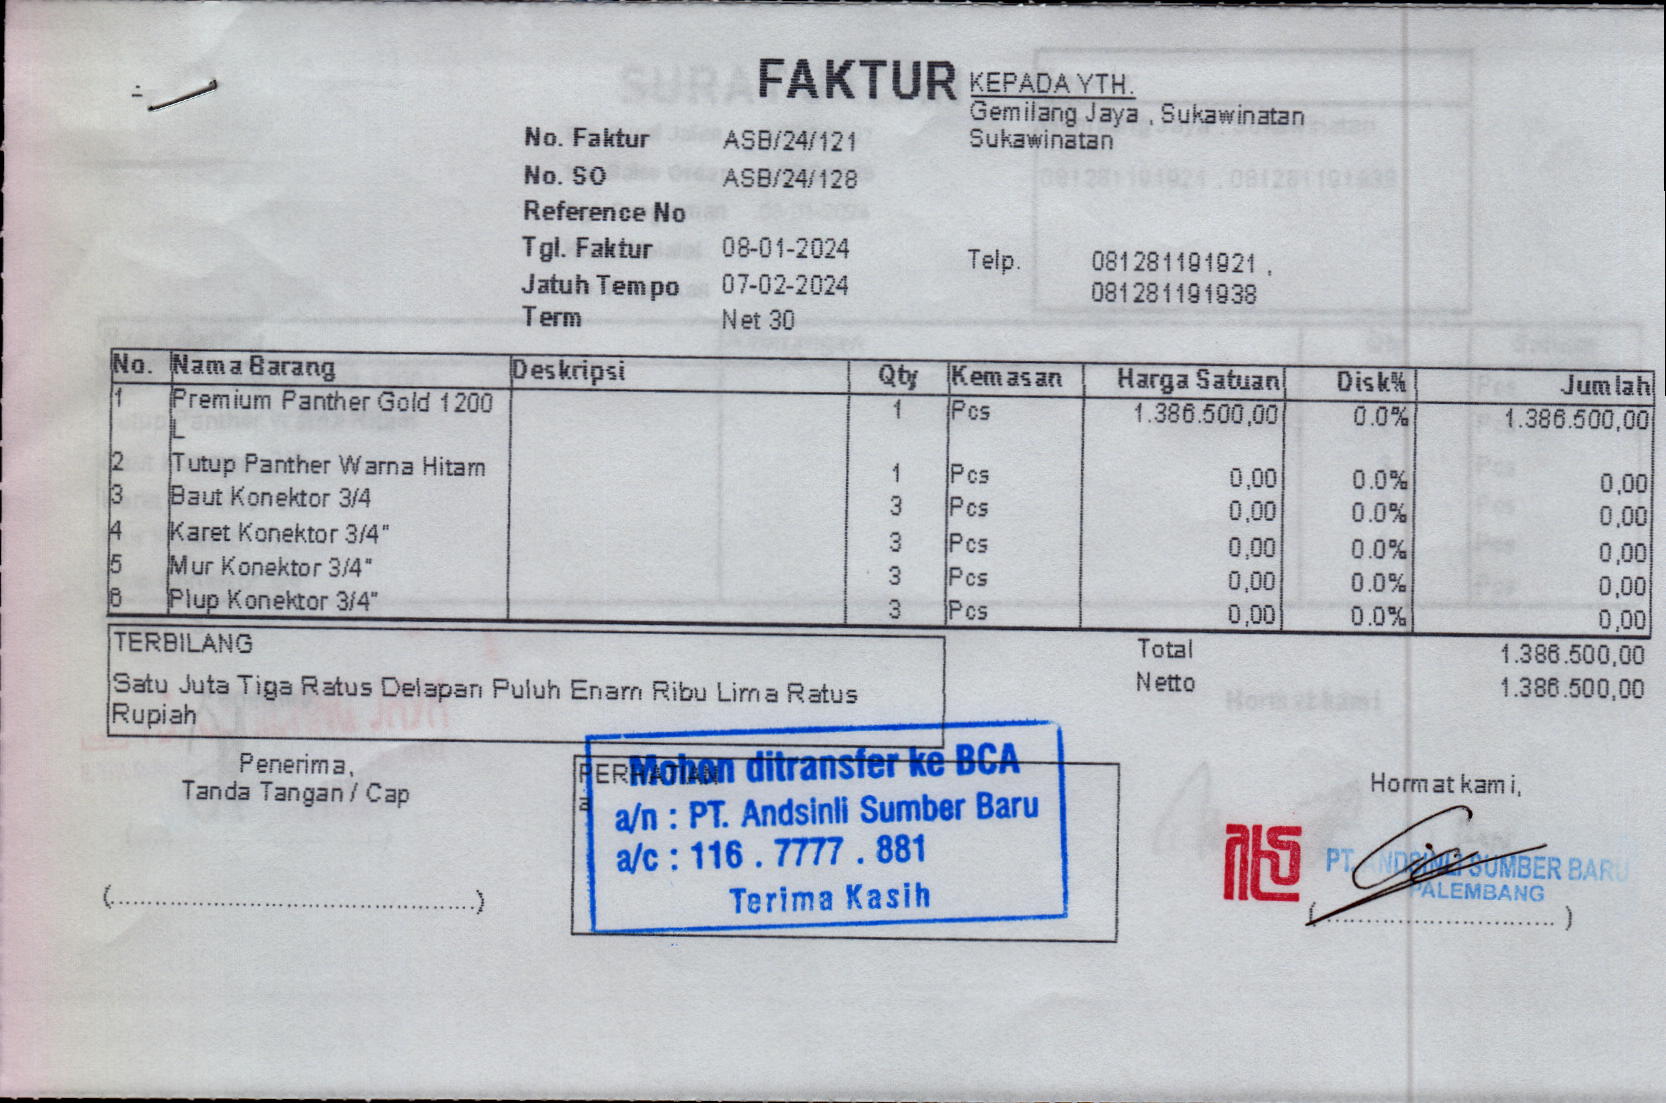 FAKTUR
KEPADA YTH.
Gemilang Jaya , Sukawinatan
Sukawinatan
No. Faktur ASB/24/121
No. SO ASB/24/128
Reference No
Tgl. Faktur 08-01-2024
Jatuh Tempo 07-02-2024
Term Net 30
Telp. 081281191921 ,
081281191938
No. Nama Barang Deskripsi Qty Kemasan Harga Satuan Disk% Jumlah
1 Premium Panther Gold 1200 1 Pcs 1.386.500,00 0.0% 1.386.500,00
L
2 Tutup Panther Warna Hitam 1 Pcs 0,00 0.0% 0,00
3 Baut Konektor 3/4 3 Pcs 0,00 0.0% 0,00
4 Karet Konektor 3/4" 3 Pcs 0,00 0.0% 0,00
5 Mur Konektor 3/4" 3 Pcs 0,00 0.0% 0,00
6 Plup Konektor 3/4" 3 Pcs 0,00 0.0% 0,00
TERBILANG
Satu Juta Tiga Ratus Delapan Puluh Enam Ribu Lima Ratus
Rupiah
Total 1.386.500,00
Netto 1.386.500,00
Penerima,
Tanda Tangan / Cap
(..............................................)
PERHATIAN
a
Mohon ditransfer ke BCA
a/n : PT. Andsinli Sumber Baru
a/c : 116 . 7777 . 881
Terima Kasih
Hormat kami,
PT. ANDSINLI SUMBER BARU
PALEMBANG
(..............................)